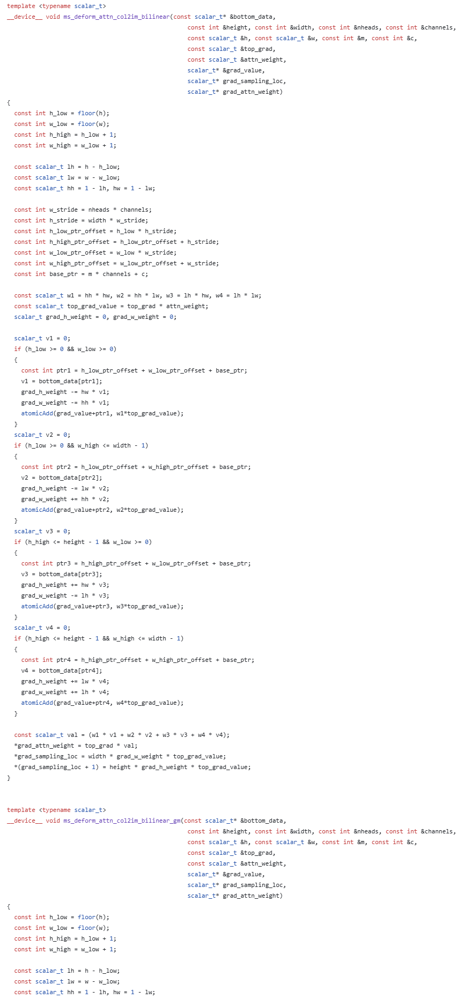 template <typename scalar_t>
__device__ void ms_deform_attn_col2im_bilinear(const scalar_t* &bottom_data,
const int &height, const int &width, const int &nheads, const int &channels,
const scalar_t &h, const scalar_t &w, const int &m, const int &c,
const scalar_t &top_grad,
const scalar_t &attn_weight,
scalar_t* &grad_value,
scalar_t* grad_sampling_loc,
scalar_t* grad_attn_weight)
{
const int h_low = floor(h);
const int w_low = floor(w);
const int h_high = h_low + 1;
const int w_high = w_low + 1;
const scalar_t lh = h - h_low;
const scalar_t lw = w - w_low;
const scalar_t hh = 1 - lh, hw = 1 - lw;
const int w_stride = nheads * channels;
const int h_stride = width * w_stride;
const int h_low_ptr_offset = h_low * h_stride;
const int h_high_ptr_offset = h_low_ptr_offset + h_stride;
const int w_low_ptr_offset = w_low * w_stride;
const int w_high_ptr_offset = w_low_ptr_offset + w_stride;
const int base_ptr = m * channels + c;
const scalar_t w1 = hh * hw, w2 = hh * lw, w3 = lh * hw, w4 = lh * lw;
const scalar_t top_grad_value = top_grad * attn_weight;
scalar_t grad_h_weight = 0, grad_w_weight = 0;
scalar_t v1 = 0;
if (h_low >= 0 && w_low >= 0)
{
const int ptr1 = h_low_ptr_offset + w_low_ptr_offset + base_ptr;
v1 = bottom_data[ptr1];
grad_h_weight -= hw * v1;
grad_w_weight -= hh * v1;
atomicAdd(grad_value+ptr1, w1*top_grad_value);
}
scalar_t v2 = 0;
if (h_low >= 0 && w_high <= width - 1)
{
const int ptr2 = h_low_ptr_offset + w_high_ptr_offset + base_ptr;
v2 = bottom_data[ptr2];
grad_h_weight -= lw * v2;
grad_w_weight += hh * v2;
atomicAdd(grad_value+ptr2, w2*top_grad_value);
}
scalar_t v3 = 0;
if (h_high <= height - 1 && w_low >= 0)
{
const int ptr3 = h_high_ptr_offset + w_low_ptr_offset + base_ptr;
v3 = bottom_data[ptr3];
grad_h_weight += hw * v3;
grad_w_weight -= lh * v3;
atomicAdd(grad_value+ptr3, w3*top_grad_value);
}
scalar_t v4 = 0;
if (h_high <= height - 1 && w_high <= width - 1)
{
const int ptr4 = h_high_ptr_offset + w_high_ptr_offset + base_ptr;
v4 = bottom_data[ptr4];
grad_h_weight += lw * v4;
grad_w_weight += lh * v4;
atomicAdd(grad_value+ptr4, w4*top_grad_value);
}
const scalar_t val = (w1 * v1 + w2 * v2 + w3 * v3 + w4 * v4);
*grad_attn_weight = top_grad * val;
*grad_sampling_loc = width * grad_w_weight * top_grad_value;
*(grad_sampling_loc + 1) = height * grad_h_weight * top_grad_value;
}
template <typename scalar_t>
__device__ void ms_deform_attn_col2im_bilinear_gm(const scalar_t* &bottom_data,
const int &height, const int &width, const int &nheads, const int &channels,
const scalar_t &h, const scalar_t &w, const int &m, const int &c,
const scalar_t &top_grad,
const scalar_t &attn_weight,
scalar_t* &grad_value,
scalar_t* grad_sampling_loc,
scalar_t* grad_attn_weight)
{
const int h_low = floor(h);
const int w_low = floor(w);
const int h_high = h_low + 1;
const int w_high = w_low + 1;
const scalar_t lh = h - h_low;
const scalar_t lw = w - w_low;
const scalar_t hh = 1 - lh, hw = 1 - lw;